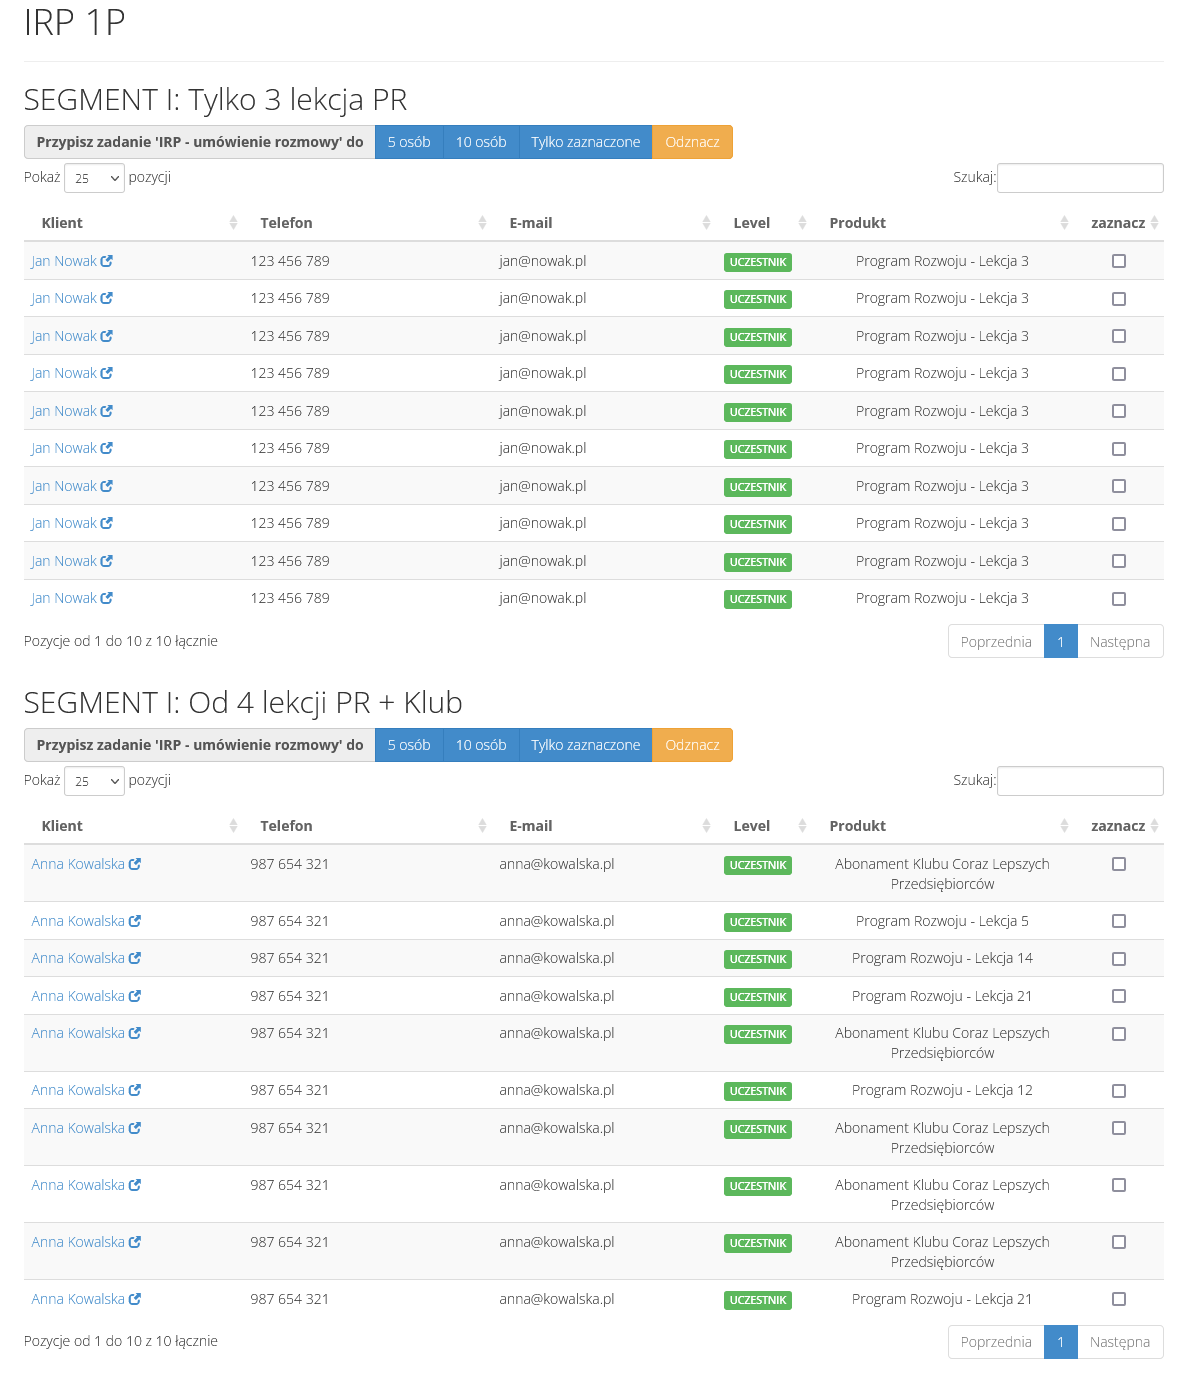 IRP 1P
SEGMENT I: Tylko 3 lekcja PR
Przypisz zadanie 'IRP - umówienie rozmowy' do 5 osób 10 osób Tylko zaznaczone Odznacz
Pokaż 25 pozycji Szukaj:
Klient Telefon E-mail Level Produkt zaznacz
Jan Nowak 123 456 789 jan@nowak.pl UCZESTNIK Program Rozwoju - Lekcja 3
Jan Nowak 123 456 789 jan@nowak.pl UCZESTNIK Program Rozwoju - Lekcja 3
Jan Nowak 123 456 789 jan@nowak.pl UCZESTNIK Program Rozwoju - Lekcja 3
Jan Nowak 123 456 789 jan@nowak.pl UCZESTNIK Program Rozwoju - Lekcja 3
Jan Nowak 123 456 789 jan@nowak.pl UCZESTNIK Program Rozwoju - Lekcja 3
Jan Nowak 123 456 789 jan@nowak.pl UCZESTNIK Program Rozwoju - Lekcja 3
Jan Nowak 123 456 789 jan@nowak.pl UCZESTNIK Program Rozwoju - Lekcja 3
Jan Nowak 123 456 789 jan@nowak.pl UCZESTNIK Program Rozwoju - Lekcja 3
Jan Nowak 123 456 789 jan@nowak.pl UCZESTNIK Program Rozwoju - Lekcja 3
Jan Nowak 123 456 789 jan@nowak.pl UCZESTNIK Program Rozwoju - Lekcja 3
Pozycje od 1 do 10 z 10 łącznie Poprzednia 1 Następna
SEGMENT I: Od 4 lekcji PR + Klub
Przypisz zadanie 'IRP - umówienie rozmowy' do 5 osób 10 osób Tylko zaznaczone Odznacz
Pokaż 25 pozycji Szukaj:
Klient Telefon E-mail Level Produkt zaznacz
Anna Kowalska 987 654 321 anna@kowalska.pl UCZESTNIK Abonament Klubu Coraz Lepszych
Przedsiębiorców
Anna Kowalska 987 654 321 anna@kowalska.pl UCZESTNIK Program Rozwoju - Lekcja 5
Anna Kowalska 987 654 321 anna@kowalska.pl UCZESTNIK Program Rozwoju - Lekcja 14
Anna Kowalska 987 654 321 anna@kowalska.pl UCZESTNIK Program Rozwoju - Lekcja 21
Anna Kowalska 987 654 321 anna@kowalska.pl UCZESTNIK Abonament Klubu Coraz Lepszych
Przedsiębiorców
Anna Kowalska 987 654 321 anna@kowalska.pl UCZESTNIK Program Rozwoju - Lekcja 12
Anna Kowalska 987 654 321 anna@kowalska.pl UCZESTNIK Abonament Klubu Coraz Lepszych
Przedsiębiorców
Anna Kowalska 987 654 321 anna@kowalska.pl UCZESTNIK Abonament Klubu Coraz Lepszych
Przedsiębiorców
Anna Kowalska 987 654 321 anna@kowalska.pl UCZESTNIK Abonament Klubu Coraz Lepszych
Przedsiębiorców
Anna Kowalska 987 654 321 anna@kowalska.pl UCZESTNIK Program Rozwoju - Lekcja 21
Pozycje od 1 do 10 z 10 łącznie Poprzednia 1 Następna